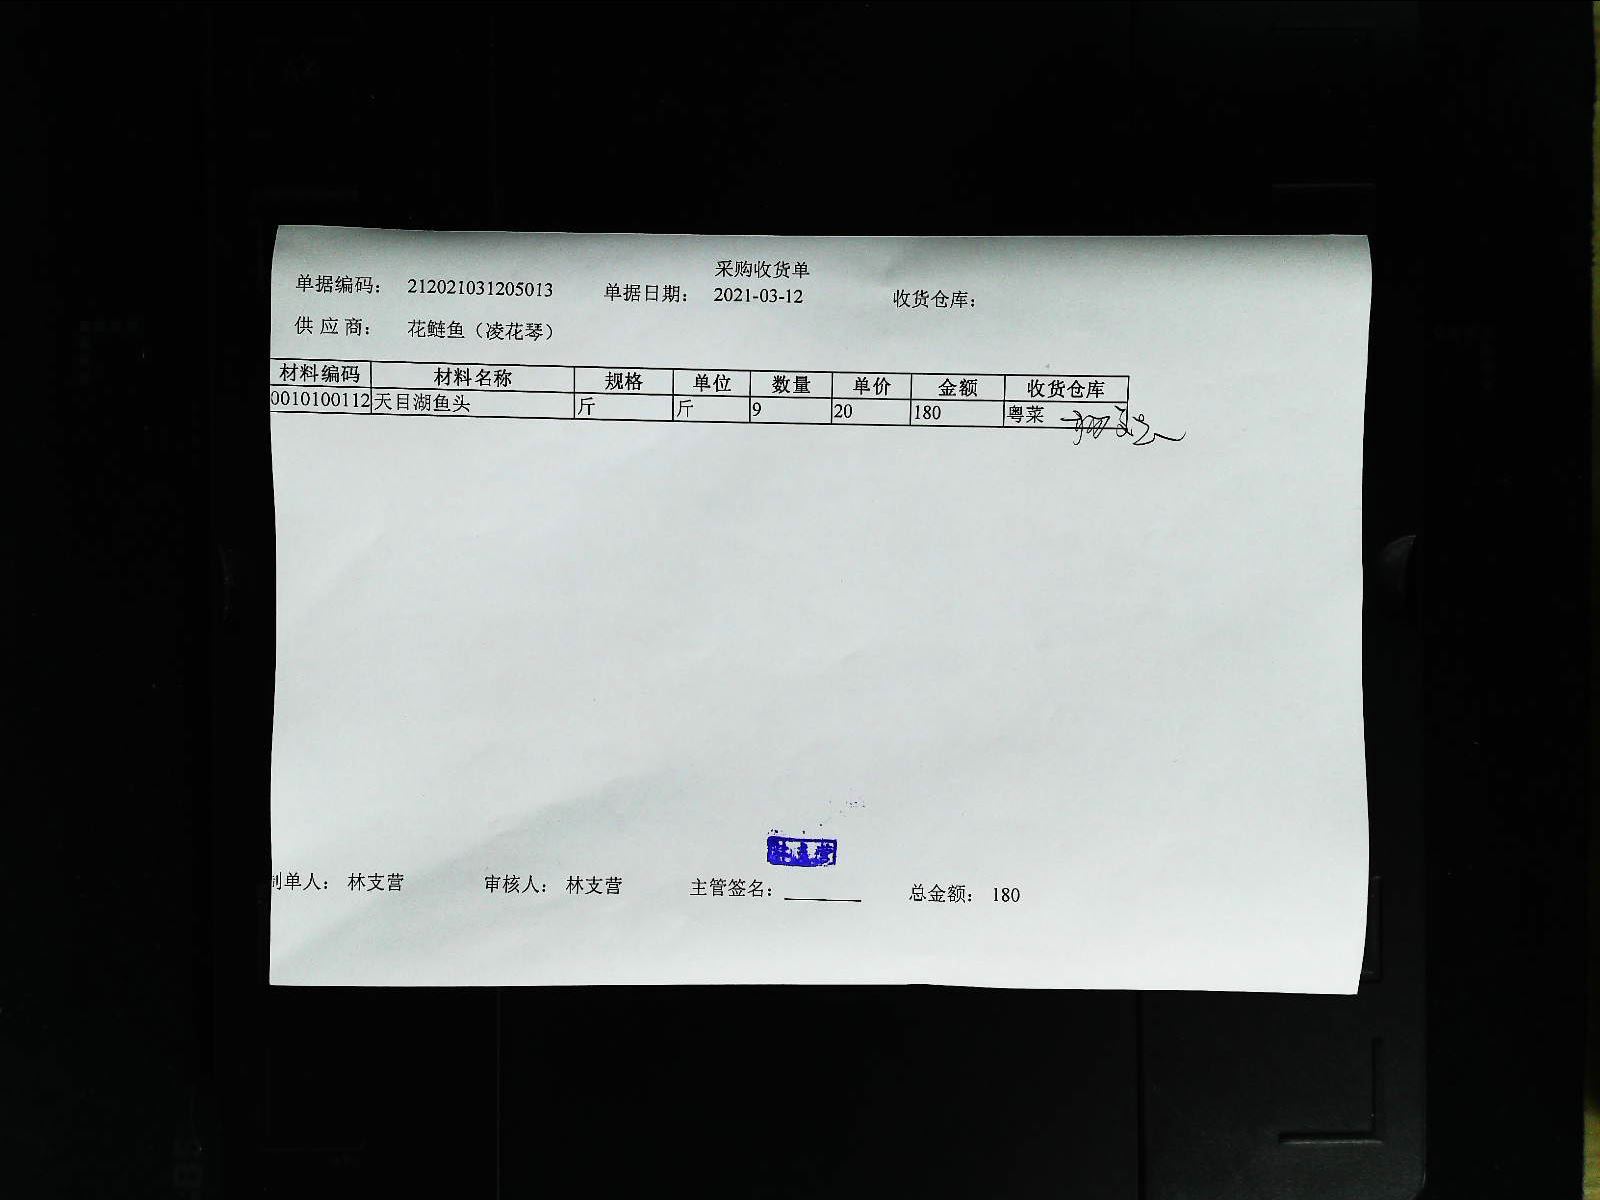 采购收货单
单据编码： 212021031205013 单据日期： 2021-03-12 收货仓库：
供 应 商： 花鲢鱼（凌花琴）
材料编码 材料名称 规格 单位 数量 单价 金额 收货仓库
0010100112 天目湖鱼头 斤 斤 9 20 180 粤菜
林支营
制单人： 林支营 审核人： 林支营 主管签名： 总金额： 180